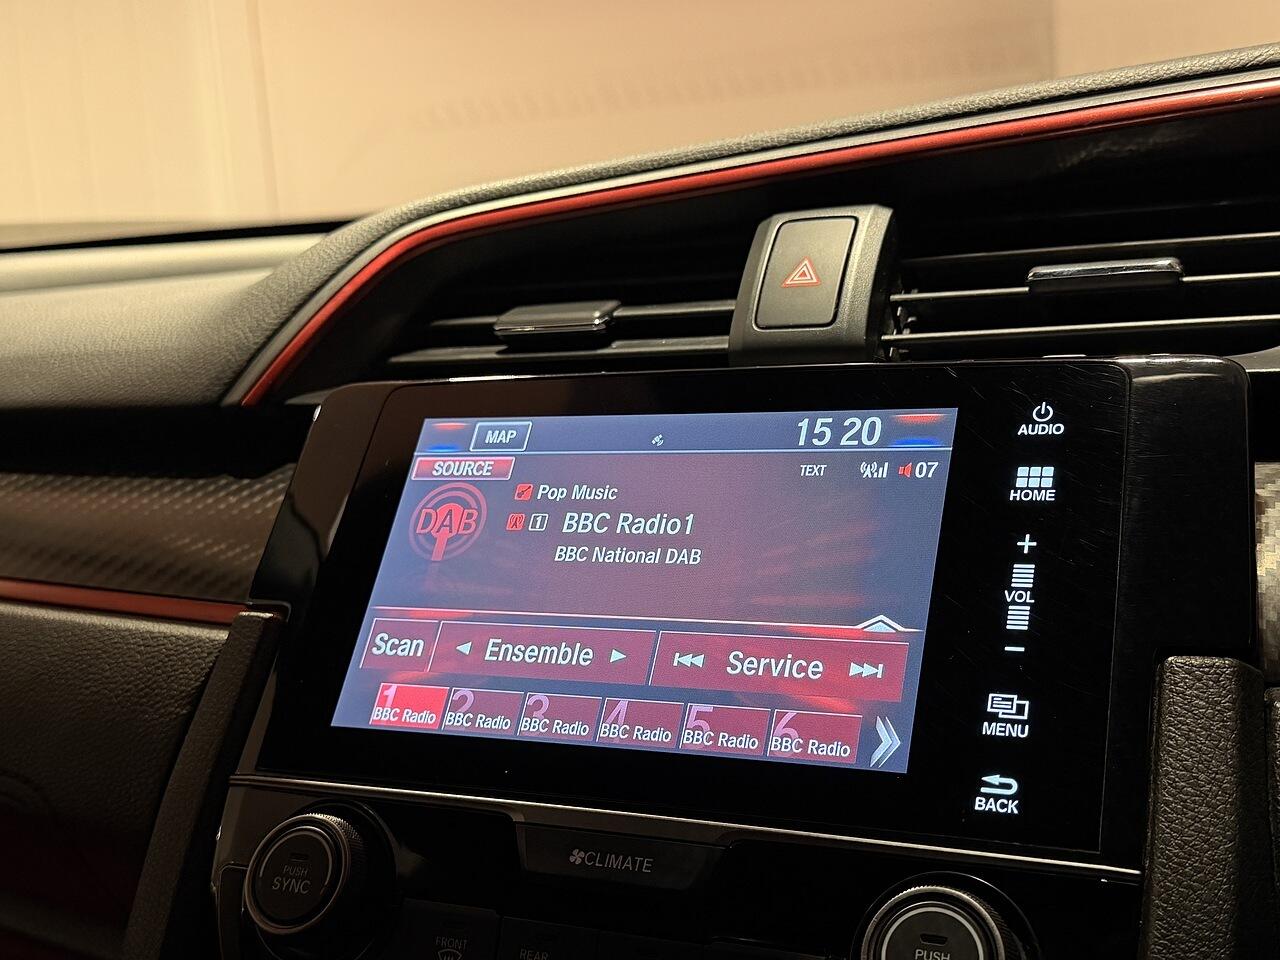 MAP
15 20
SOURCE
TEXT
07
DAB
Pop Music
1
BBC Radio1
BBC National DAB
Scan
Ensemble
Service
1
BBC Radio
2
BBC Radio
3
BBC Radio
4
BBC Radio
5
BBC Radio
6
BBC Radio
AUDIO
HOME
+
VOL
−
MENU
BACK
CLIMATE
PUSH
SYNC
FRONT
REAR
PUSH